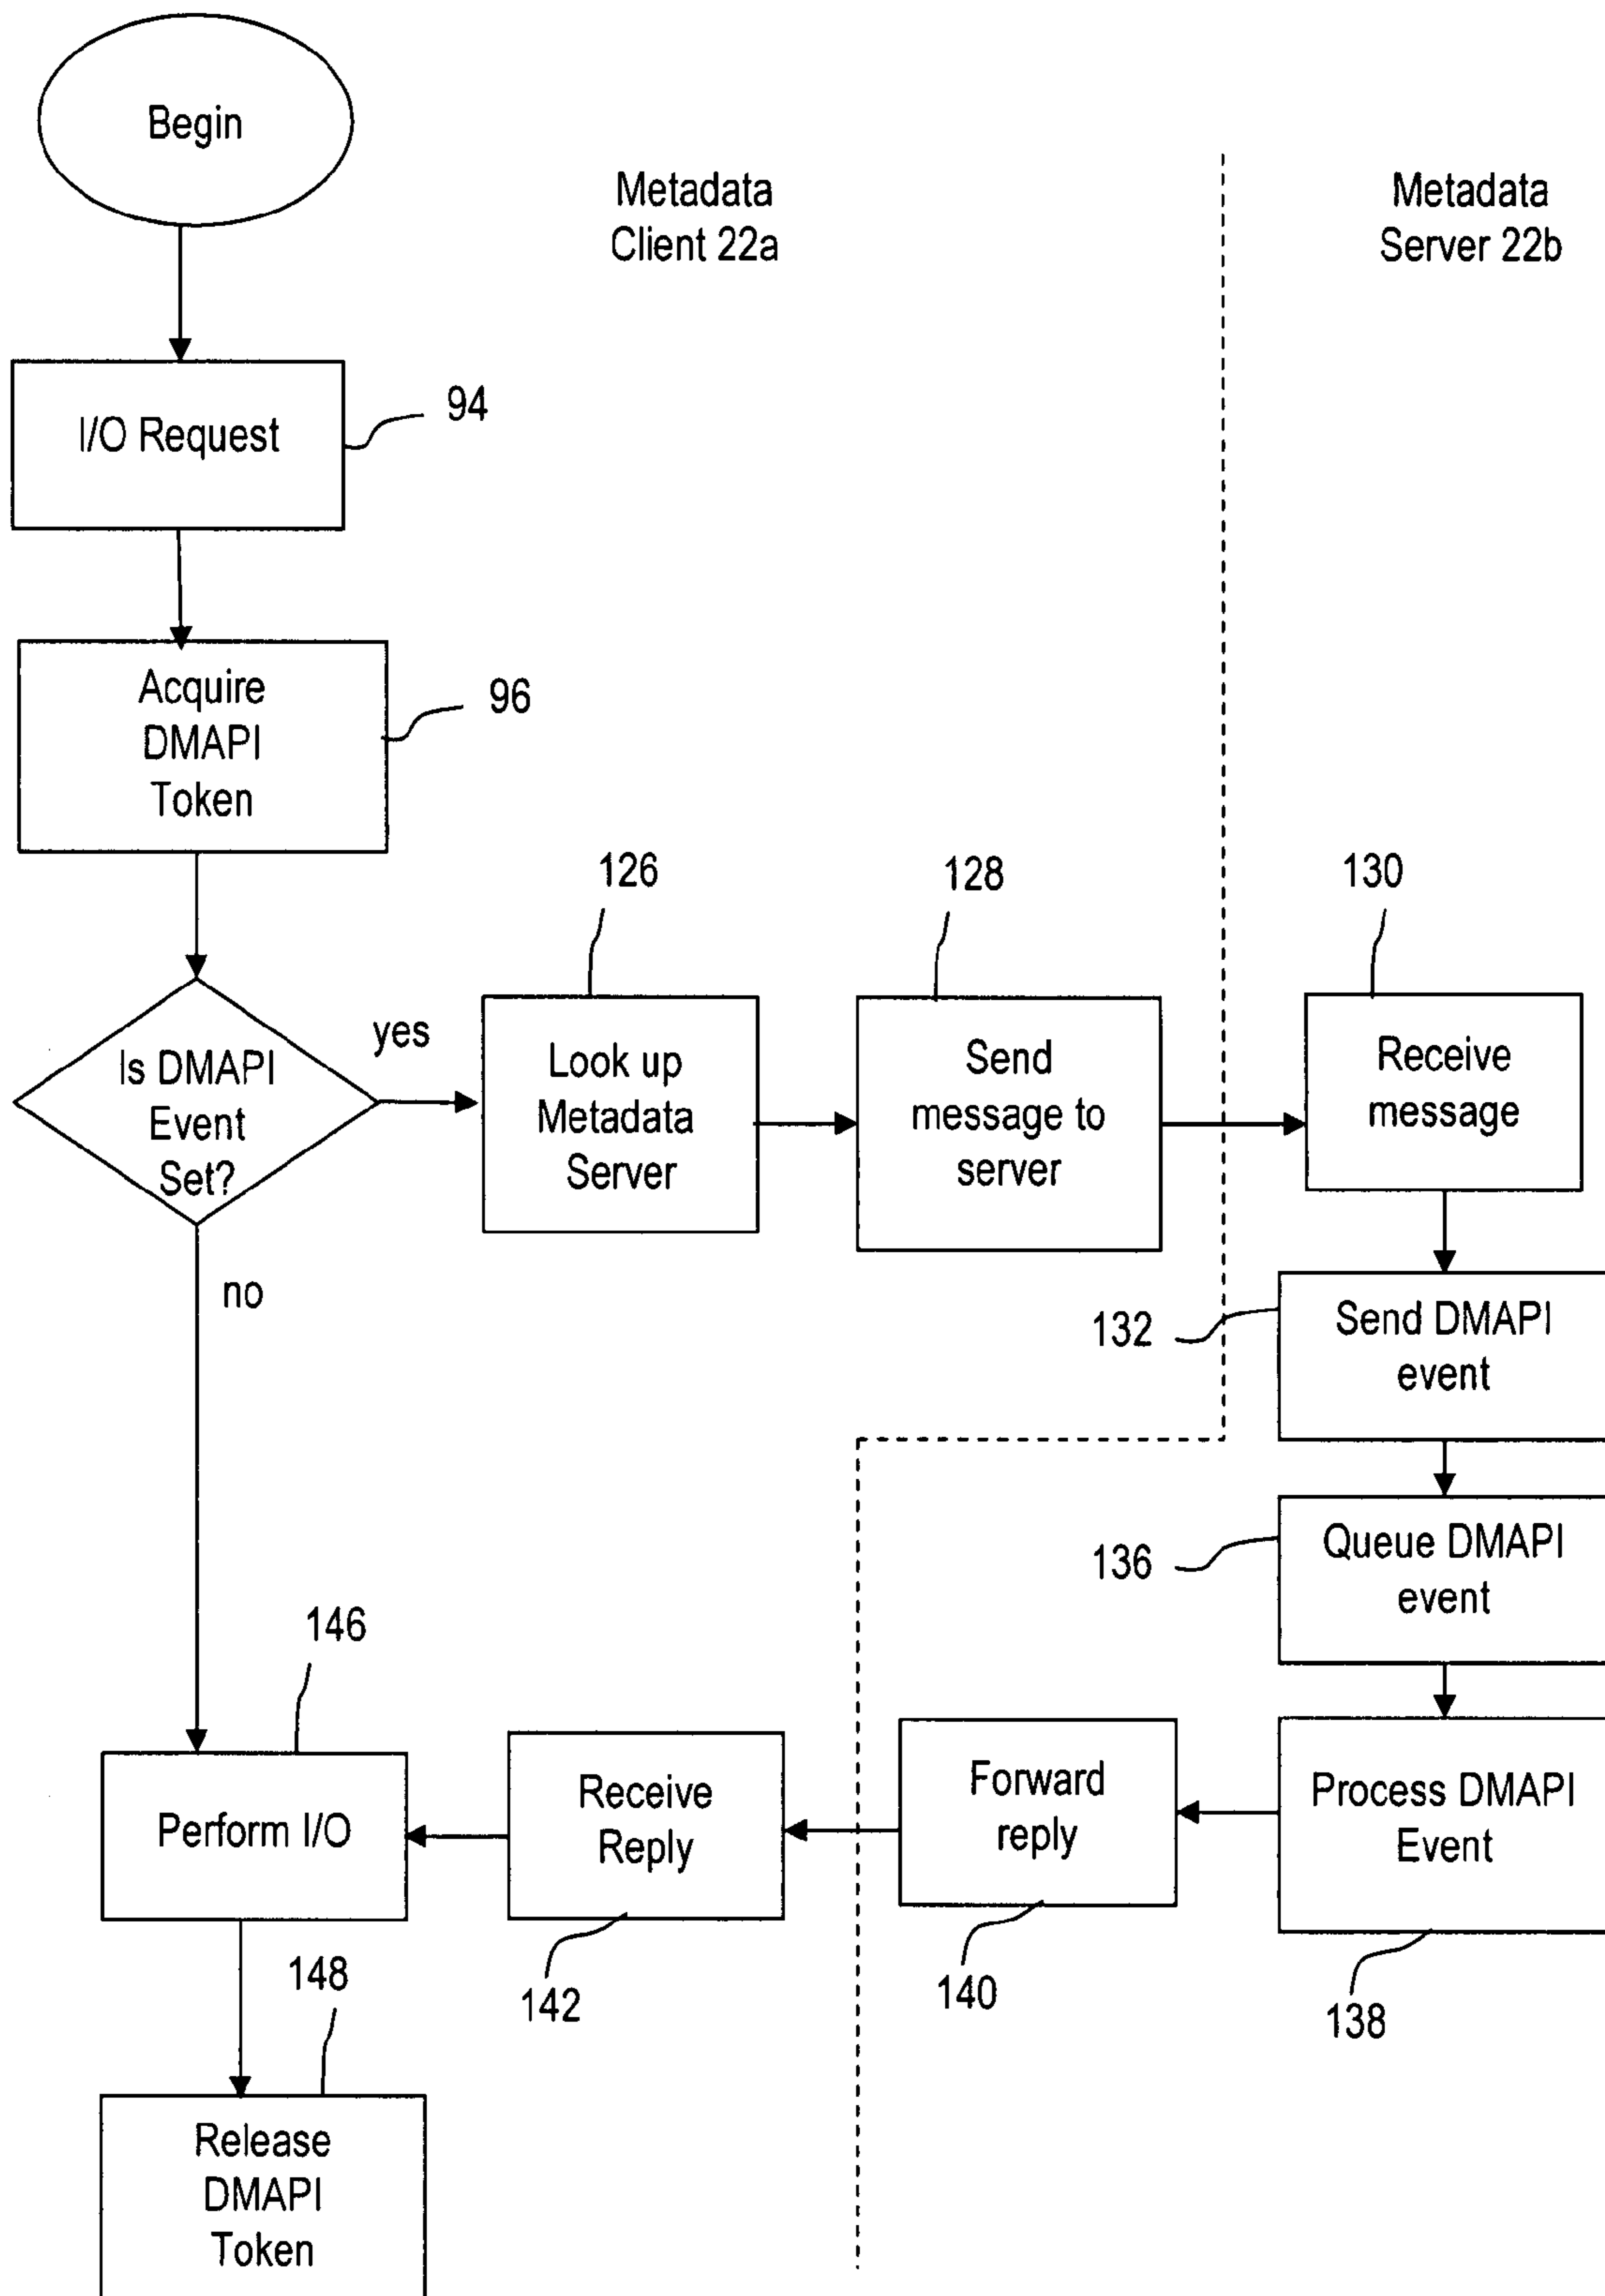 Begin
Metadata
Client 22a
Metadata
Server 22b
I/O Request
94
Acquire
DMAPI
Token
96
Is DMAPI
Event
Set?
yes
no
126
Look up
Metadata
Server
128
Send
message to
server
130
Receive
message
132
Send DMAPI
event
136
Queue DMAPI
event
146
Perform I/O
Receive
Reply
142
Forward
reply
140
Process DMAPI
Event
138
148
Release
DMAPI
Token